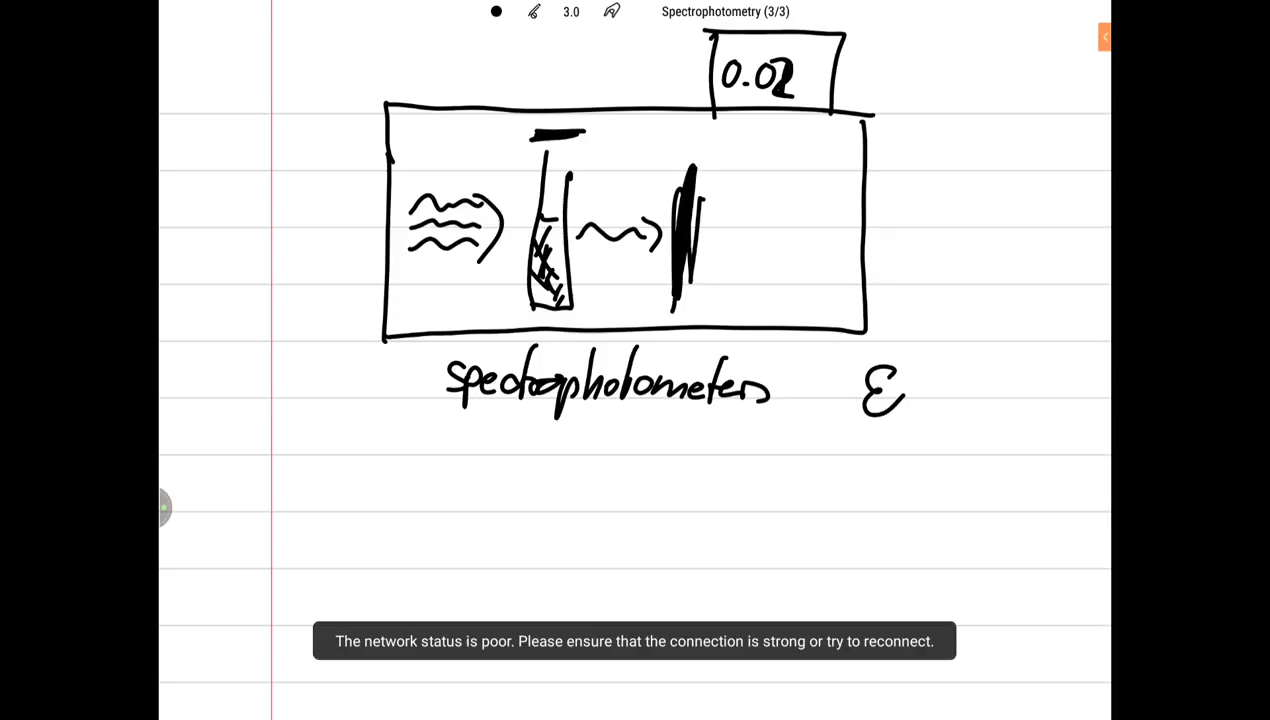 3.0 Spectrophotometry (3/3)
0.02
spectrophotometers ε
The network status is poor. Please ensure that the connection is strong or try to reconnect.